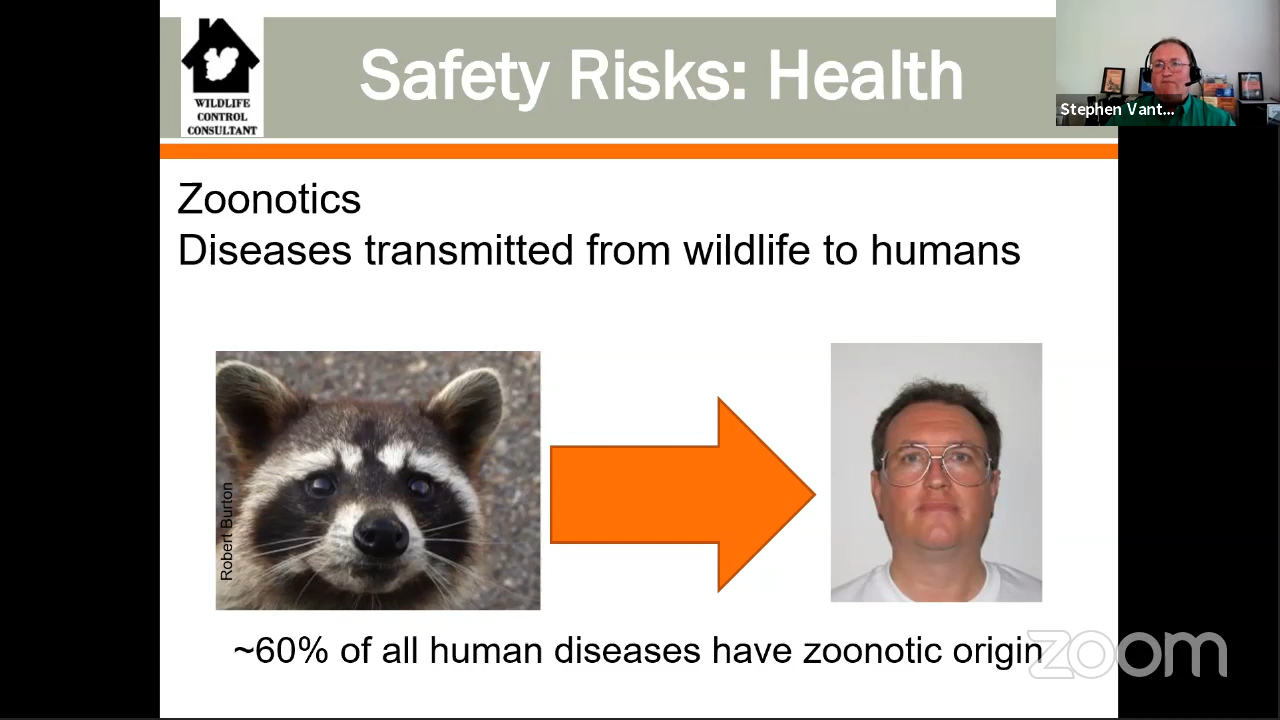 WILDLIFE
CONTROL
CONSULTANT
Safety Risks: Health
Stephen Vant...
Zoonotics
Diseases transmitted from wildlife to humans
Robert Burton
~60% of all human diseases have zoonotic origin
zoom